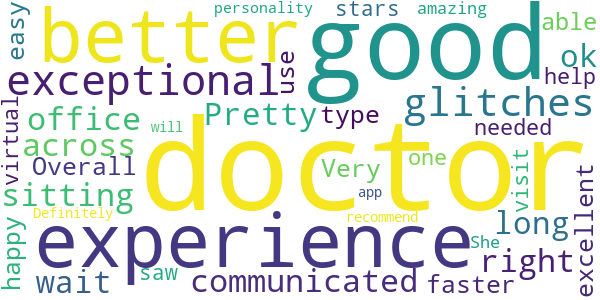 personality
stars
amazing
easy
better
good
able
ok
exceptional
use
help
glitches
office
Pretty
type
needed
across
will
virtual
Overall
doctor
Very
one
visit
sitting
app
excellent
Definitely
recommend
happy
experience
long
She
right
wait
saw
communicated
faster